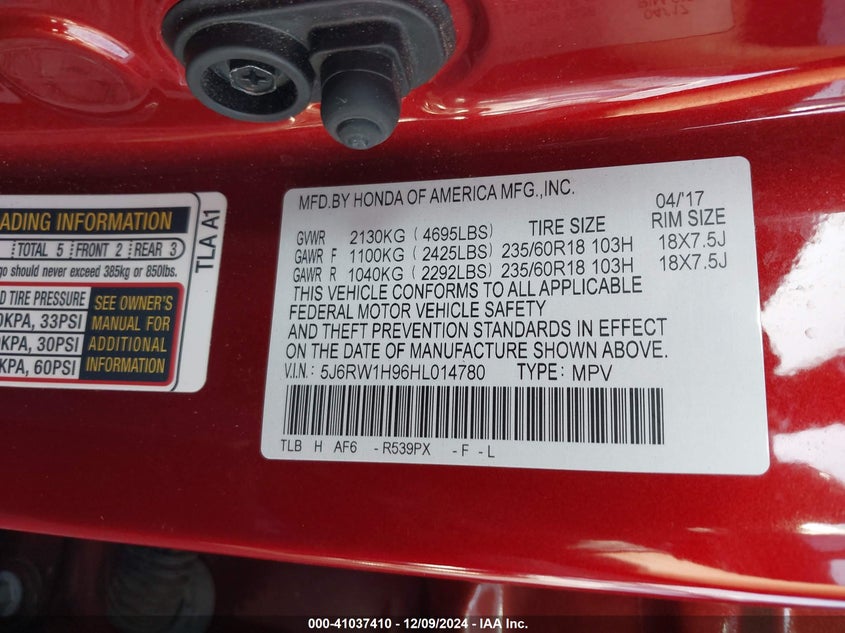 MFD.BY HONDA OF AMERICA MFG.,INC. 04/'17
GVWR 2130KG (4695LBS) TIRE SIZE RIM SIZE
GAWR F 1100KG (2425LBS) 235/60R18 103H 18X7.5J
GAWR R 1040KG (2292LBS) 235/60R18 103H 18X7.5J
THIS VEHICLE CONFORMS TO ALL APPLICABLE
FEDERAL MOTOR VEHICLE SAFETY
AND THEFT PREVENTION STANDARDS IN EFFECT
ON THE DATE OF MANUFACTURE SHOWN ABOVE.
V.I.N.: 5J6RW1H96HL014780 TYPE: MPV
TLB H AF6 -R539PX -F -L
ADING INFORMATION
TOTAL 5 FRONT 2 REAR 3
go should never exceed 385kg or 850lbs.
D TIRE PRESSURE
0KPA, 33PSI
0KPA, 30PSI
KPA, 60PSI
SEE OWNER'S
MANUAL FOR
ADDITIONAL
INFORMATION
TLA A1
000-41037410 - 12/09/2024 - IAA Inc.